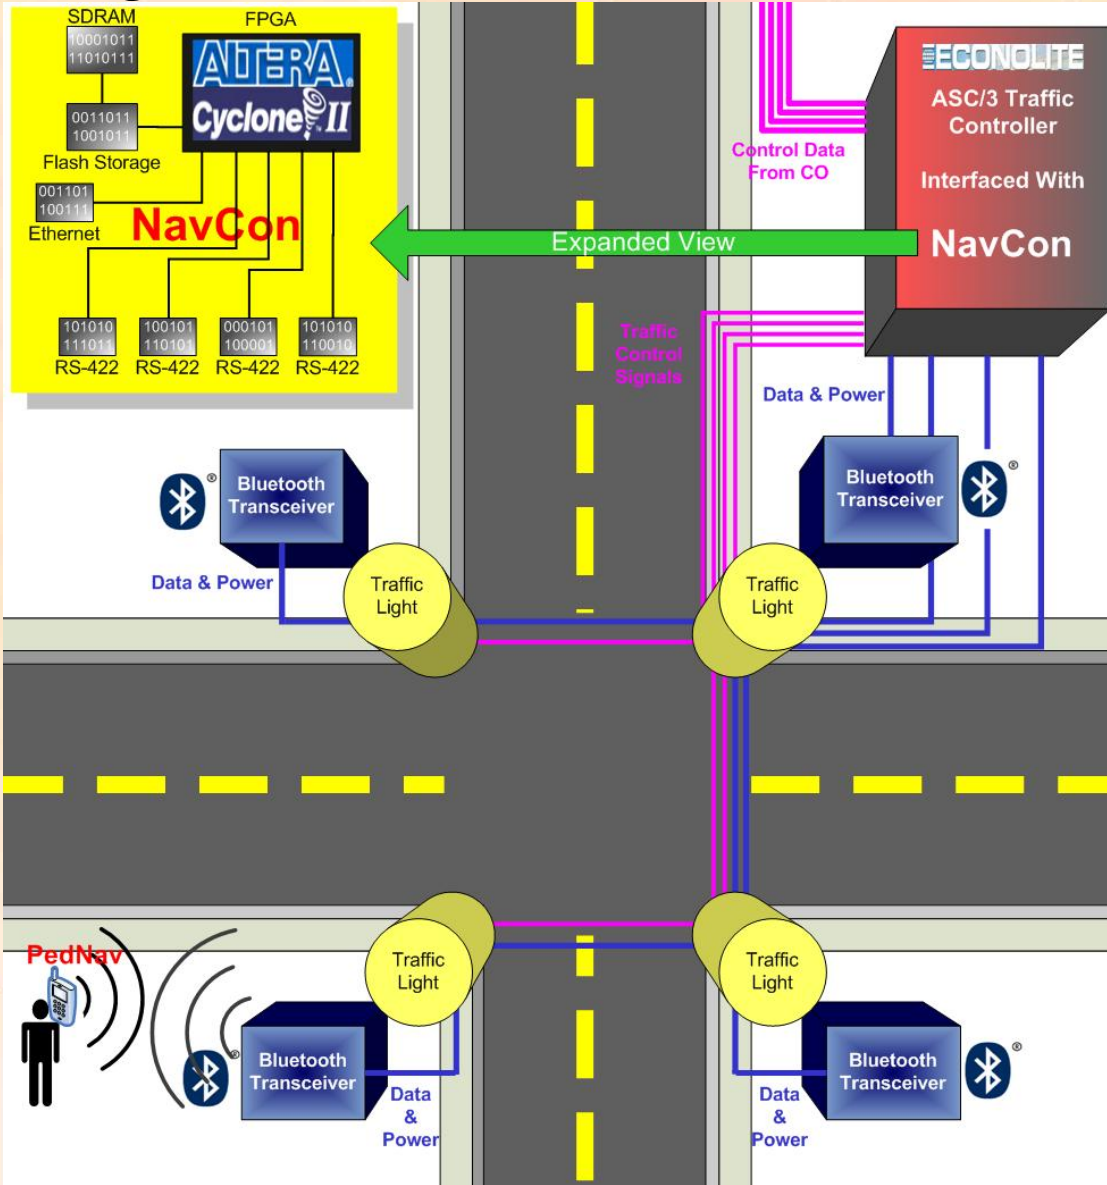 SDRAM
10001011
11010111
FPGA
ALTERA®
Cyclone™ II
0011011
1001011
Flash Storage
001101
100111
Ethernet
NavCon
101010
111011
RS-422
100101
110101
RS-422
000101
100001
RS-422
101010
110010
RS-422
ECONOLITE
ASC/3 Traffic
Controller
Interfaced With
NavCon
Control Data
From CO
Expanded View
Traffic
Control
Signals
Data & Power
Bluetooth
Transceiver
®
Data & Power
Traffic
Light
Bluetooth
Transceiver
®
Traffic
Light
PedNav
Traffic
Light
Bluetooth
Transceiver
®
Data
&
Power
Traffic
Light
Bluetooth
Transceiver
®
Data
&
Power